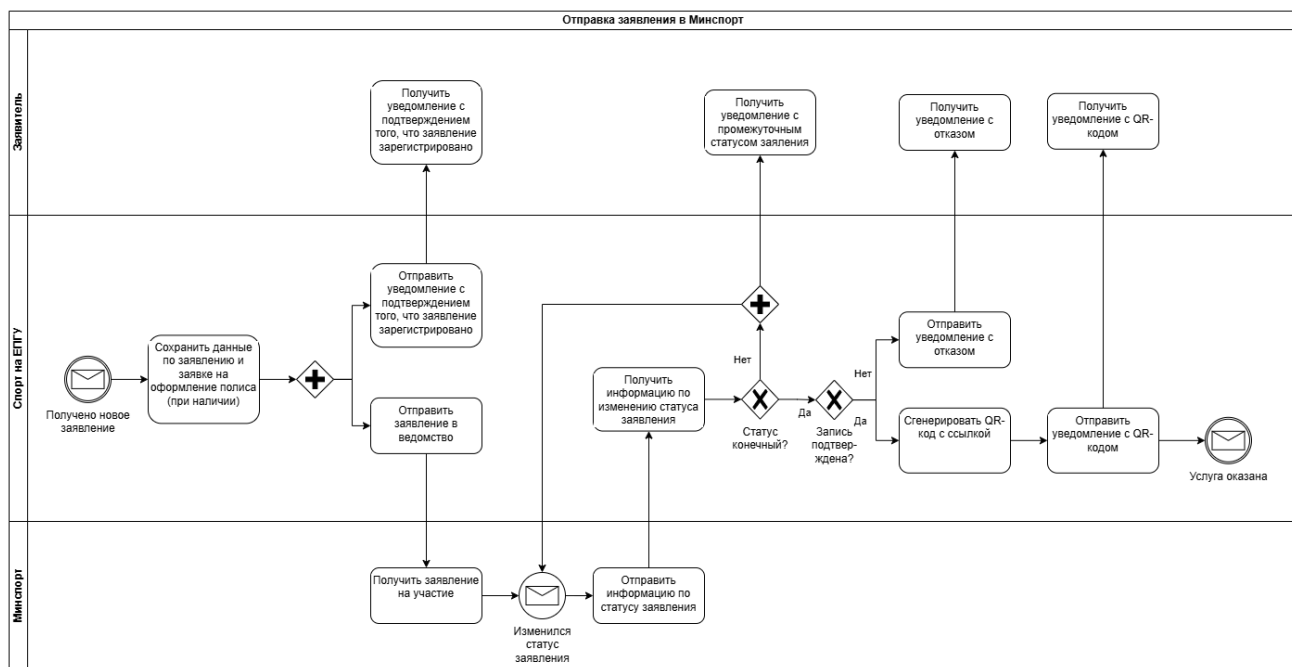 Отправка заявления в Минспорт
Заявитель
Получить
уведомление с
подтверждением
того, что заявление
зарегистрировано
Получить
уведомление с
промежуточным
статусом заяления
Получить
уведомление с
отказом
Получить
уведомление с QR-
кодом
Спорт на ЕПГУ
Получено новое
заявление
Сохранить данные
по заявлению и
заявке на
оформление полиса
(при наличии)
Отправить
уведомление с
подтверждением
того, что заявление
зарегистрировано
Отправить
заявление в
ведомство
Получить
информацию по
изменению статуса
заявления
Нет
Статус
конечный?
Да
Запись
подтвер-
ждена?
Нет
Да
Отправить
уведомление с
отказом
Сгенерировать QR-
код с ссылкой
Отправить
уведомление с QR-
кодом
Услуга оказана
Минспорт
Получить заявление
на участие
Изменился
статус
заявления
Отправить
информацию по
статусу заявления